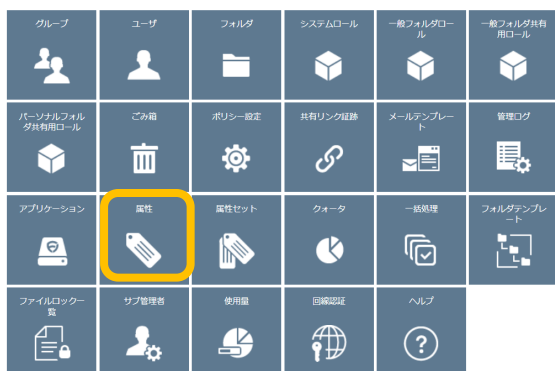 グループ
ユーザ
フォルダ
システムロール
一般フォルダロー
ル
一般フォルダ共有
用ロール
パーソナルフォル
ダ共有用ロール
ごみ箱
ポリシー設定
共有リンク証跡
メールテンプレー
ト
管理ログ
アプリケーション
属性
属性セット
クォータ
一括処理
フォルダテンプレ
ート
ファイルロック一
覧
サブ管理者
使用量
回線認証
ヘルプ